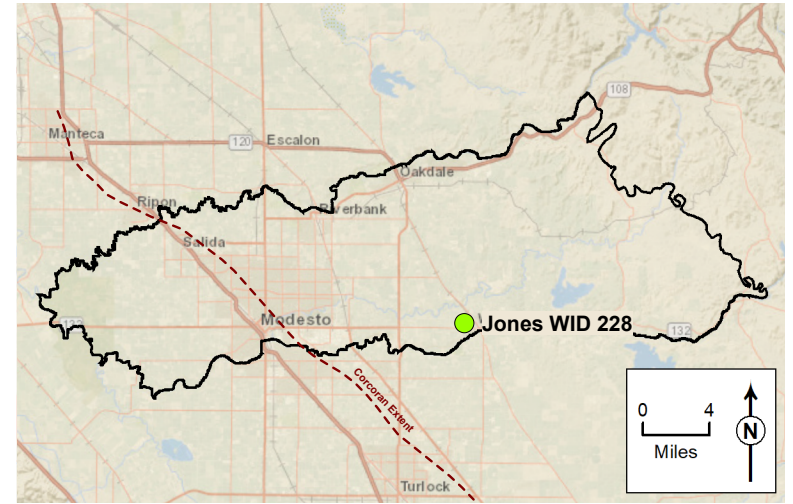 108
Manteca
120
Escalon
Oakdale
Ripon
Riverbank
Salida
132
Modesto
Jones WID 228
132
Corcoran Extent
Turlock
0 4
Miles
N